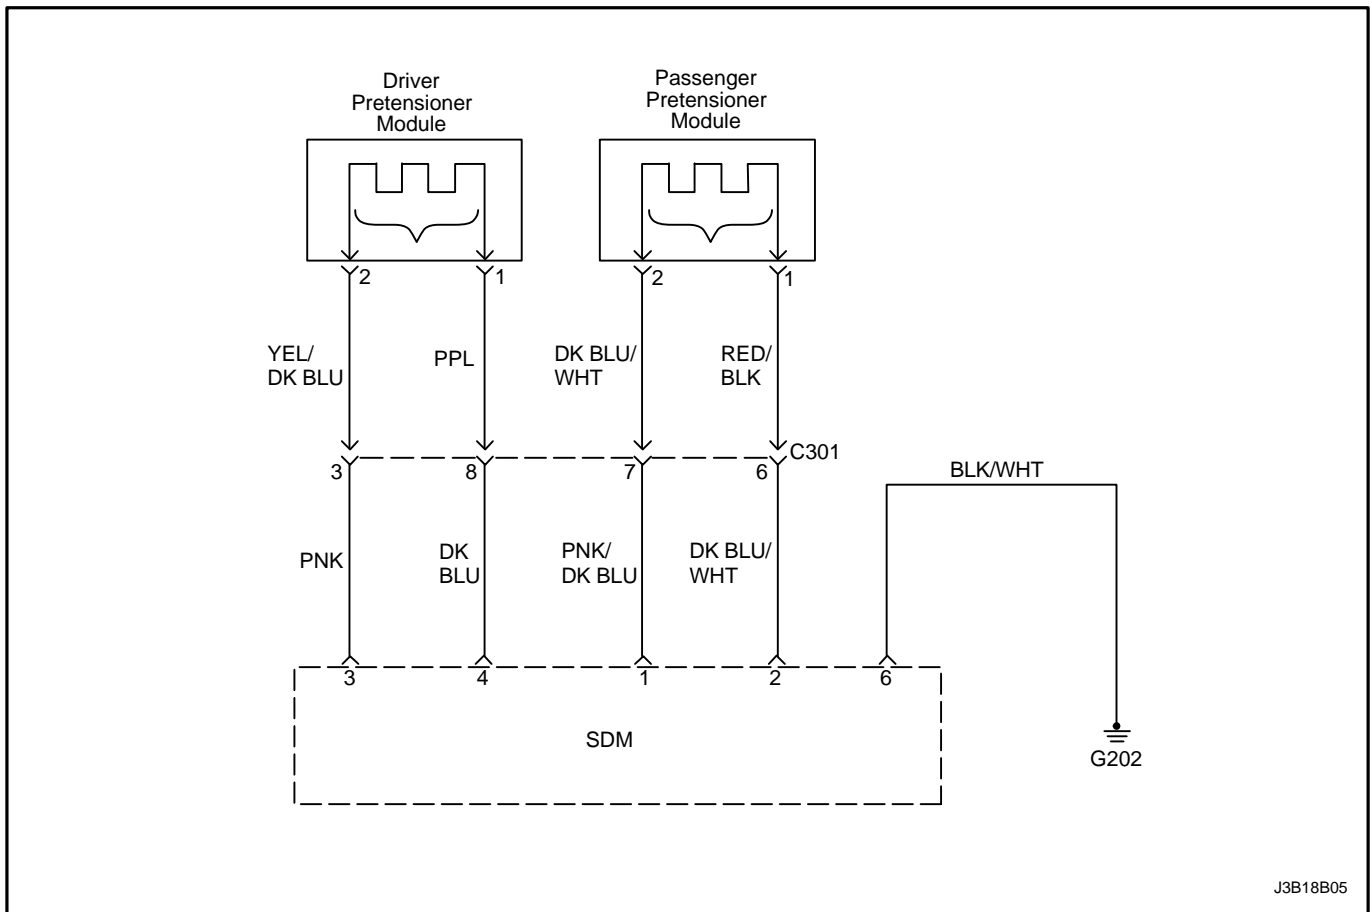 Driver
Pretensioner
Module
Passenger
Pretensioner
Module
2
1
2
1
YEL/
DK BLU
PPL
DK BLU/
WHT
RED/
BLK
C301
3
8
7
6
BLK/WHT
PNK
DK
BLU
PNK/
DK BLU
DK BLU/
WHT
3
4
1
2
6
SDM
G202
J3B18B05